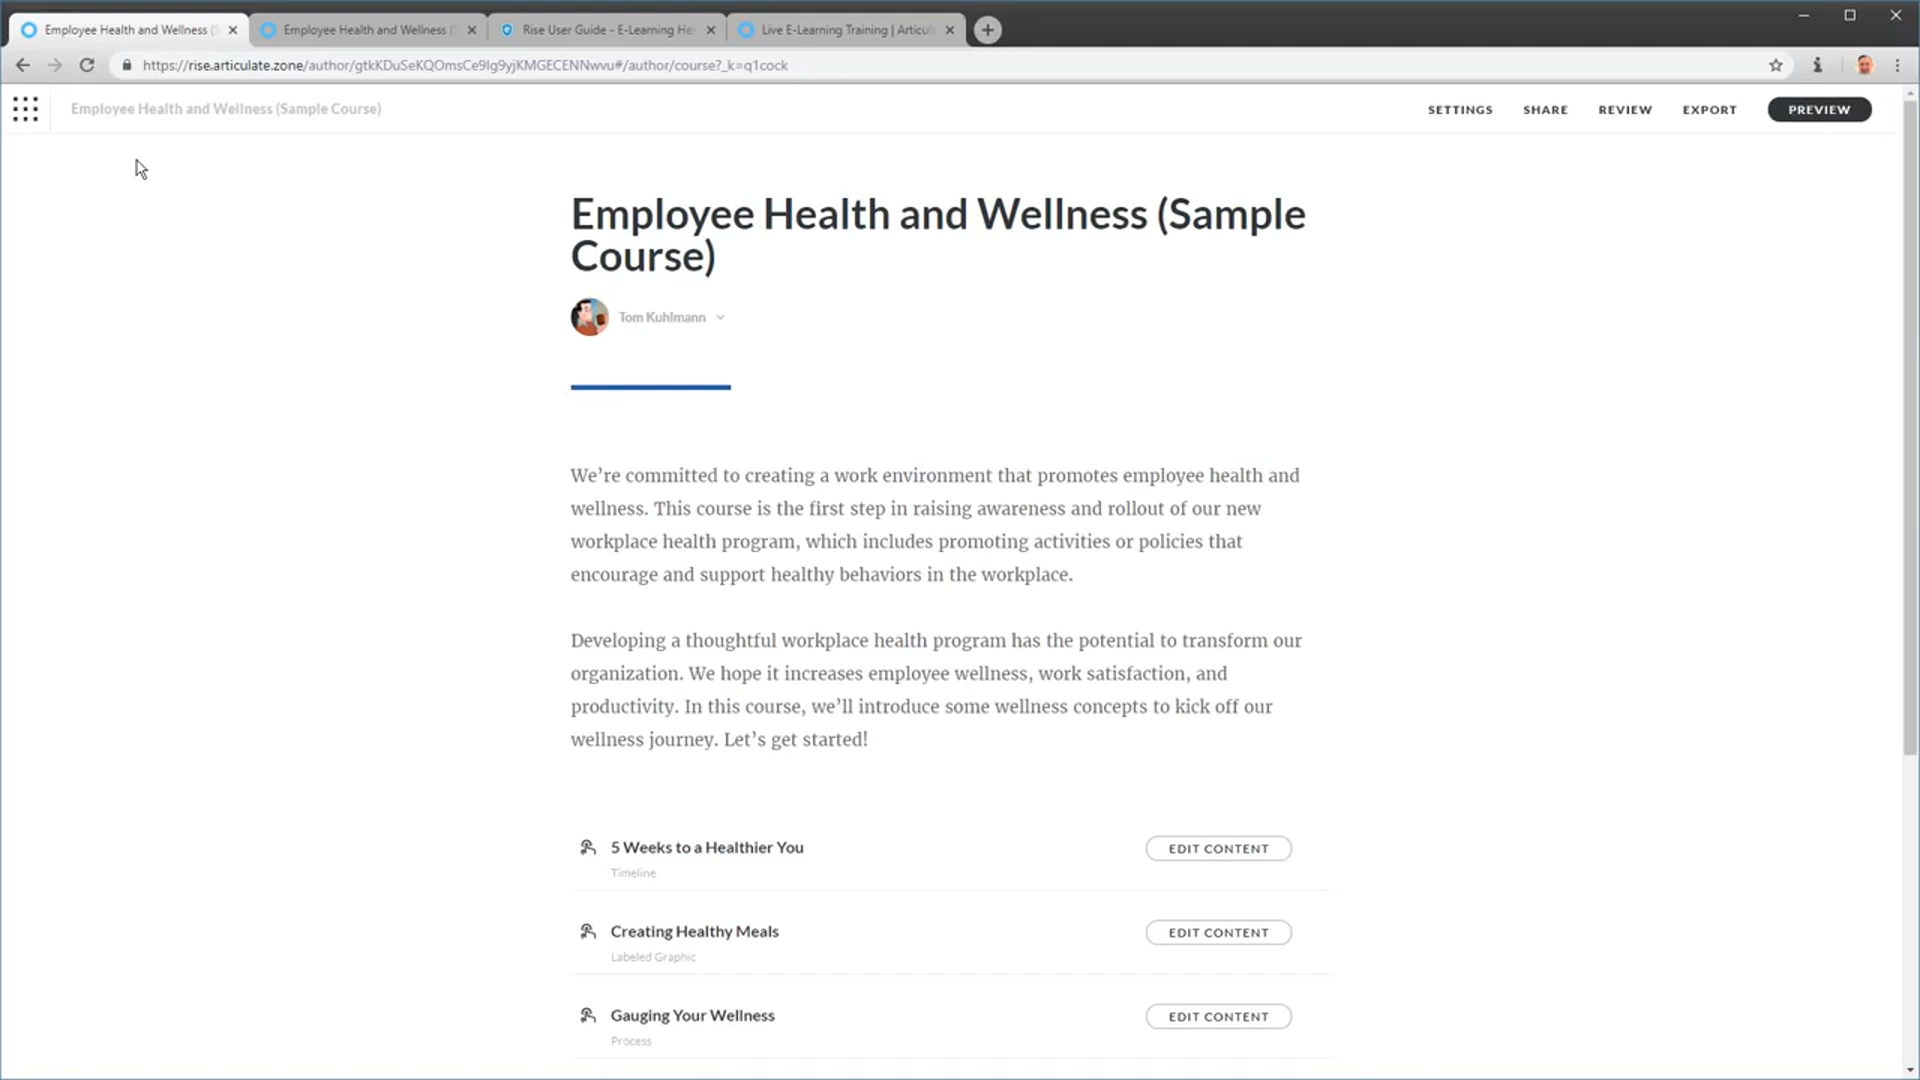 Employee Health and Wellness (S
Employee Health and Wellness (
Rise User Guide - E-Learning He
Live E-Learning Training | Articul
https://rise.articulate.zone/author/gtkKDuSeKQOmsCe9Ig9yjKMGECENNwvu#/author/course?_k=q1cock
Employee Health and Wellness (Sample Course)
SETTINGS
SHARE
REVIEW
EXPORT
PREVIEW
Employee Health and Wellness (Sample
Course)
Tom Kuhlmann
We’re committed to creating a work environment that promotes employee health and
wellness. This course is the first step in raising awareness and rollout of our new
workplace health program, which includes promoting activities or policies that
encourage and support healthy behaviors in the workplace.
Developing a thoughtful workplace health program has the potential to transform our
organization. We hope it increases employee wellness, work satisfaction, and
productivity. In this course, we’ll introduce some wellness concepts to kick off our
wellness journey. Let’s get started!
5 Weeks to a Healthier You
Timeline
EDIT CONTENT
Creating Healthy Meals
Labeled Graphic
EDIT CONTENT
Gauging Your Wellness
Process
EDIT CONTENT